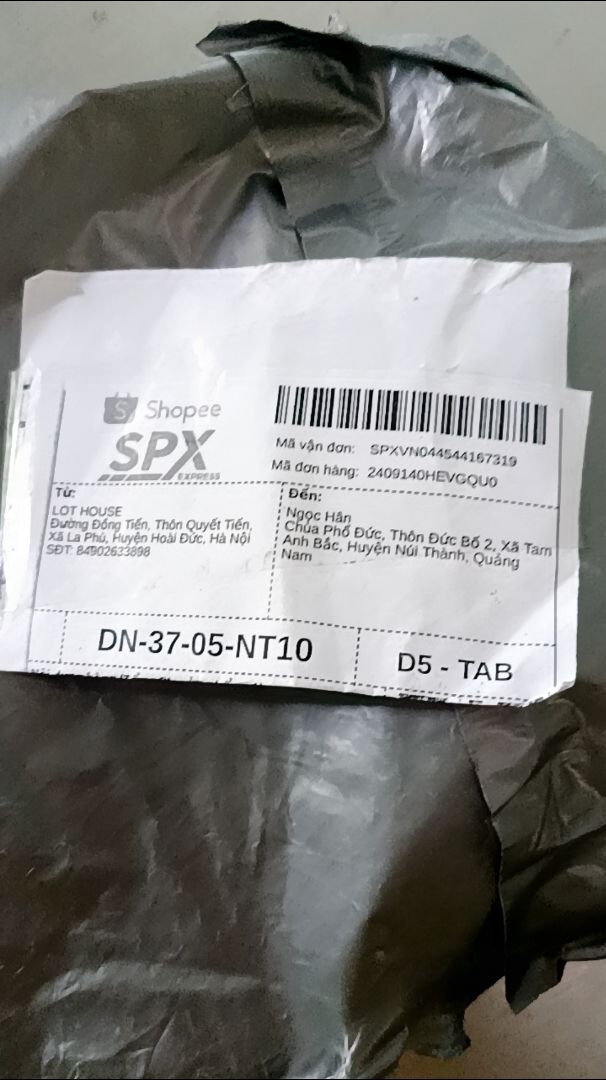 S Shopee
SPX
EXPRESS
Mã vận đơn: SPXVN044544167319
Mã đơn hàng: 2409140HEVGQU0
Từ:
LOT HOUSE
Đường Đồng Tiến, Thôn Quyết Tiến,
Xã La Phù, Huyện Hoài Đức, Hà Nội
SĐT: 84902633898
Đến:
Ngọc Hân
Chùa Phổ Đức, Thôn Đức Bố 2, Xã Tam
Anh Bắc, Huyện Núi Thành, Quảng
Nam
DN-37-05-NT10
D5 - TAB